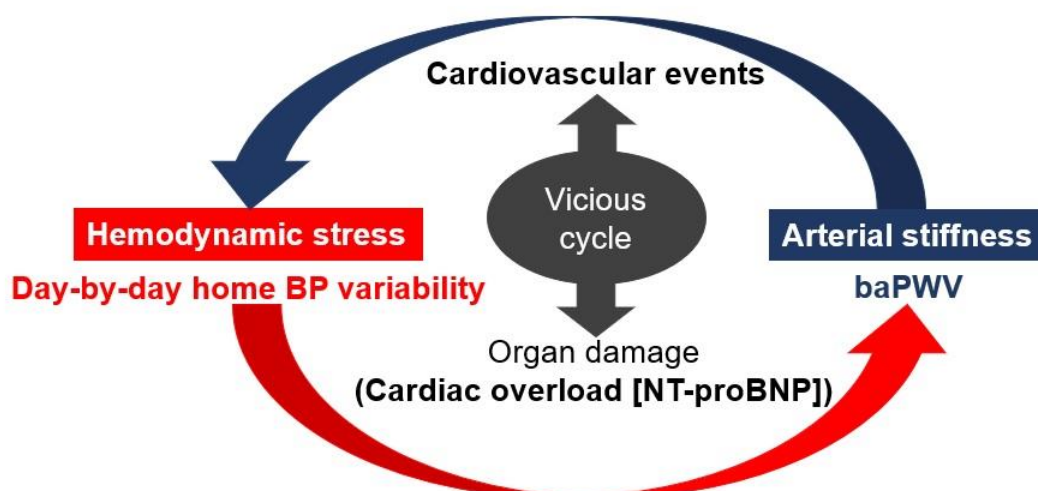 Cardiovascular events
Vicious
cycle
Hemodynamic stress
Day-by-day home BP variability
Arterial stiffness
baPWV
Organ damage
(Cardiac overload [NT-proBNP])